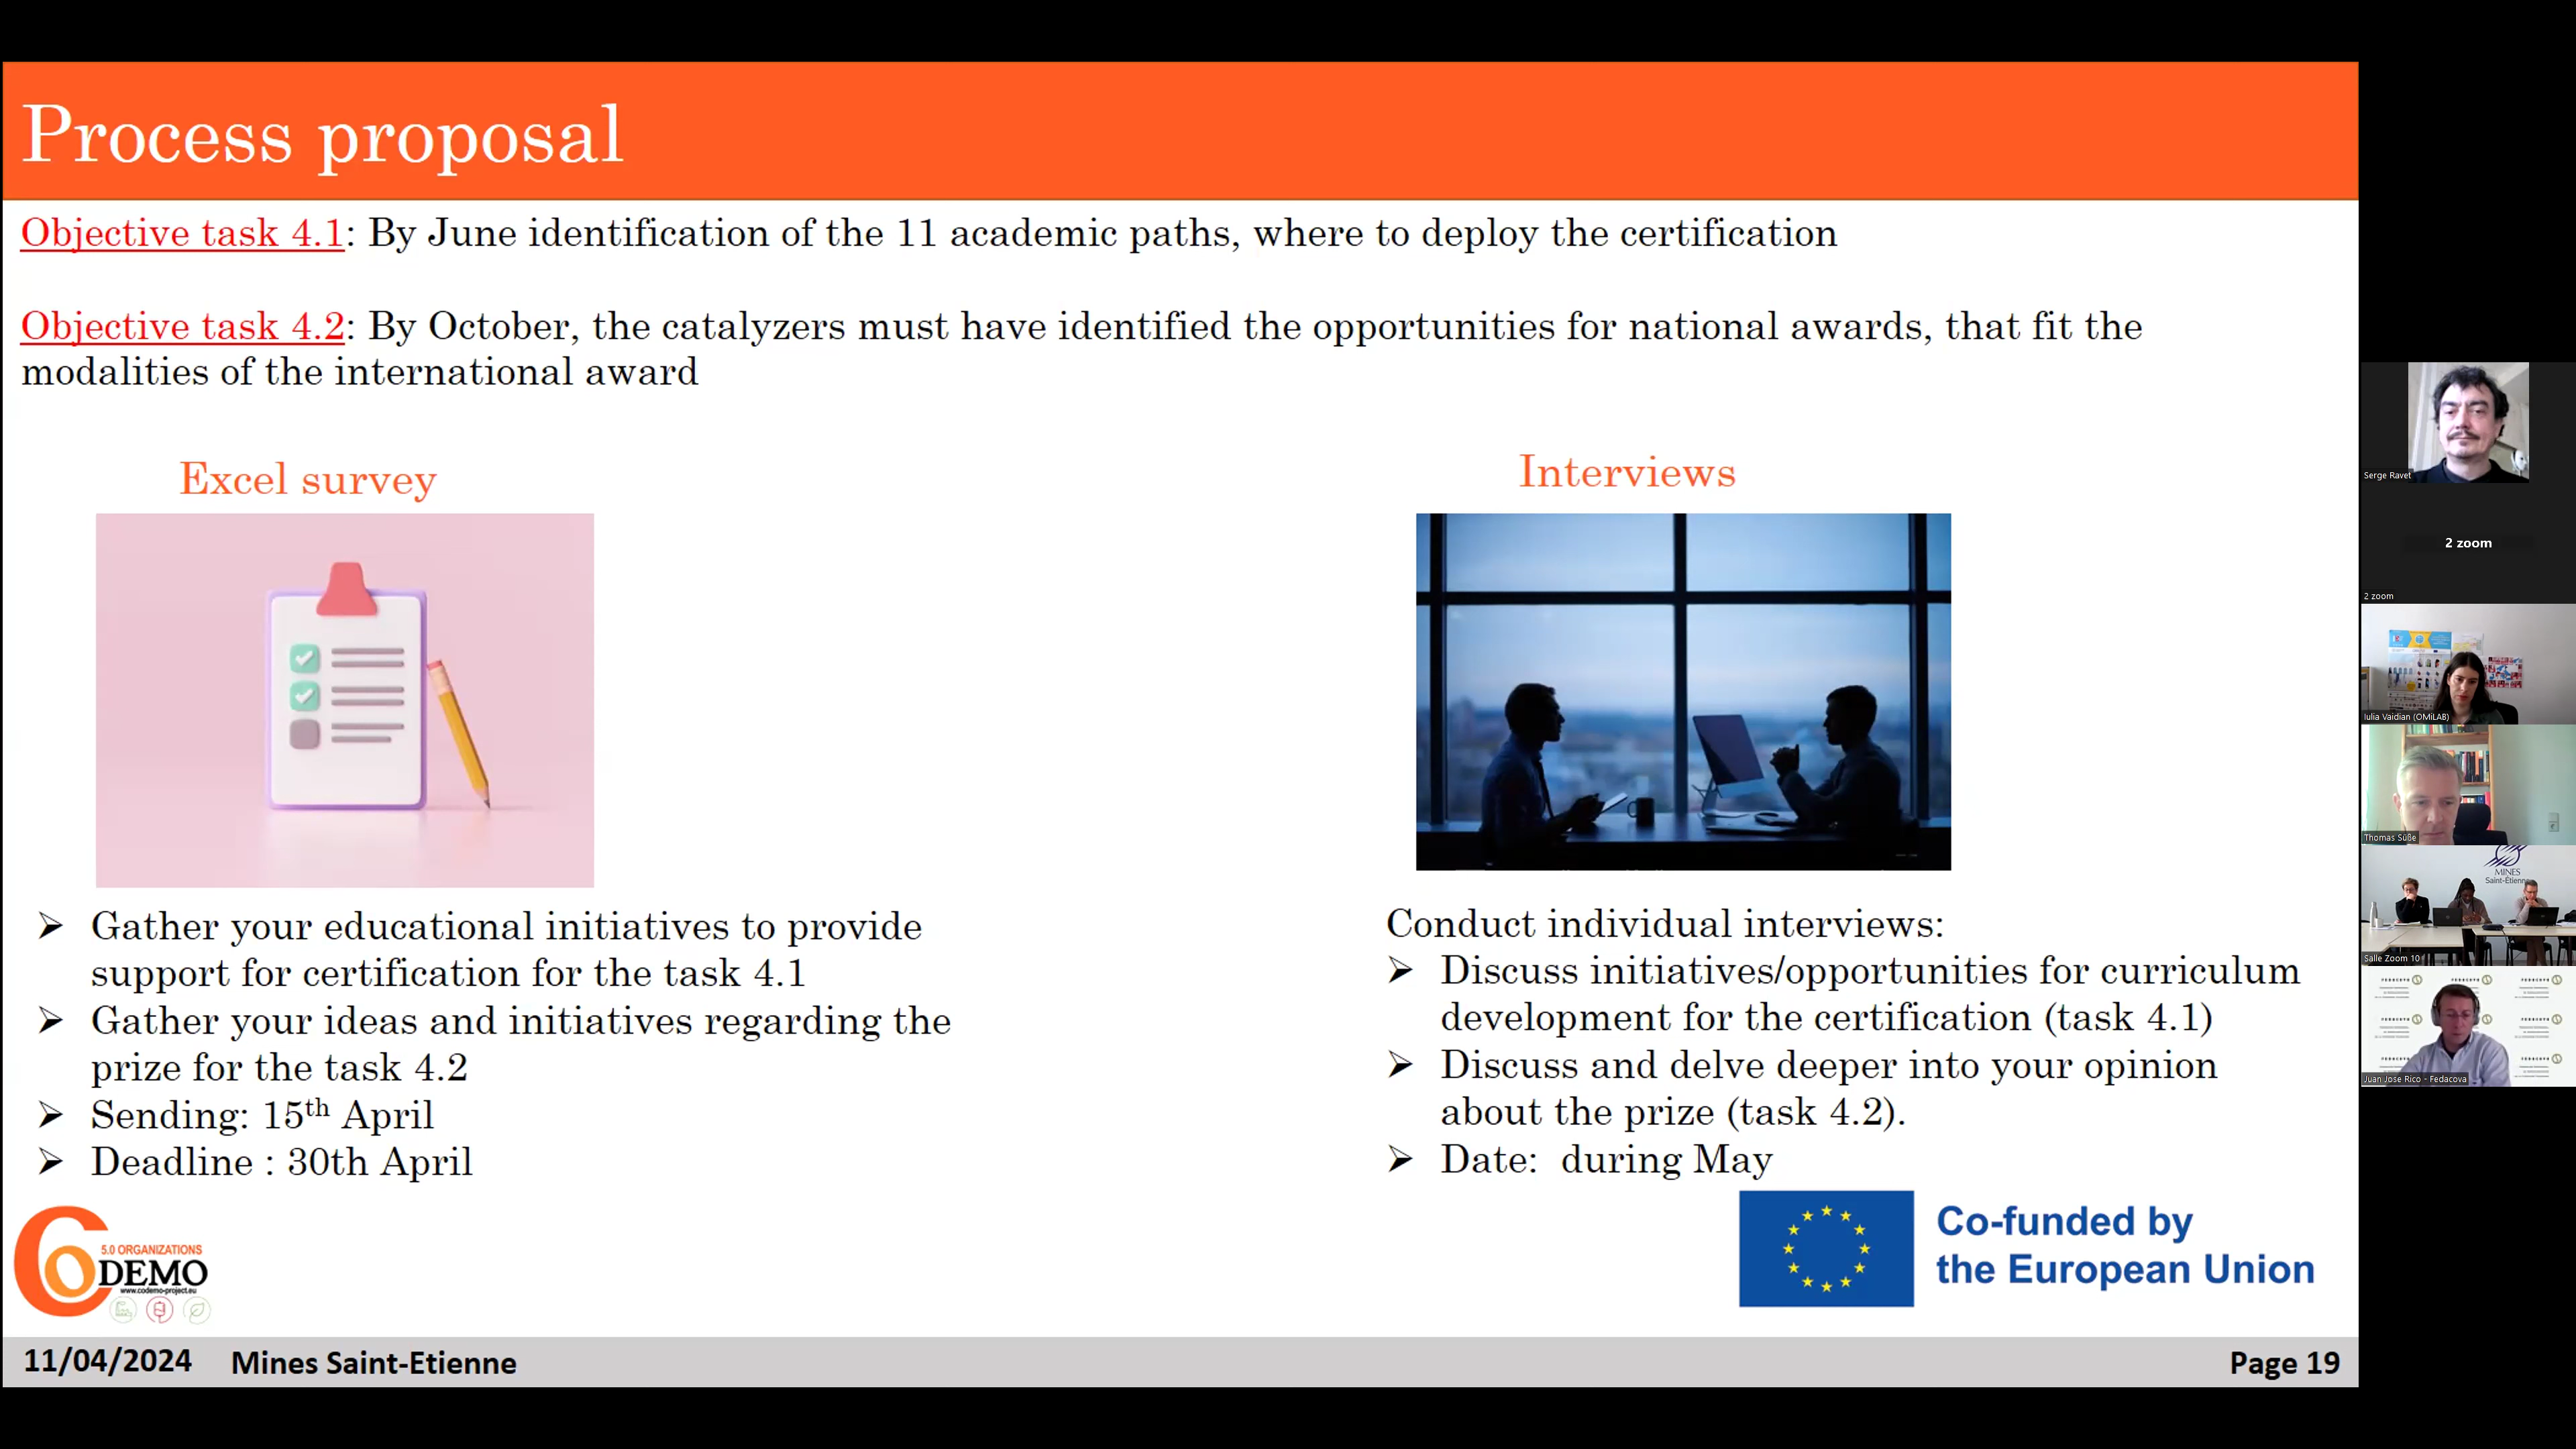 Process proposal
Objective task 4.1: By June identification of the 11 academic paths, where to deploy the certification
Objective task 4.2: By October, the catalyzers must have identified the opportunities for national awards, that fit the
modalities of the international award
Excel survey
➢ Gather your educational initiatives to provide
support for certification for the task 4.1
➢ Gather your ideas and initiatives regarding the
prize for the task 4.2
➢ Sending: 15th April
➢ Deadline : 30th April
Interviews
Conduct individual interviews:
➢ Discuss initiatives/opportunities for curriculum
development for the certification (task 4.1)
➢ Discuss and delve deeper into your opinion
about the prize (task 4.2).
➢ Date: during May
5.0 ORGANIZATIONS
CODEMO
www.codemo-project.eu
Co-funded by
the European Union
11/04/2024 Mines Saint-Etienne
Page 19
Serge Ravet
2 zoom
2 zoom
Iulia Vaidian (OMiLAB)
Thomas Süße
MINES
Saint-Étienne
Salle Zoom 10
Juan Jose Rico - Fedacova